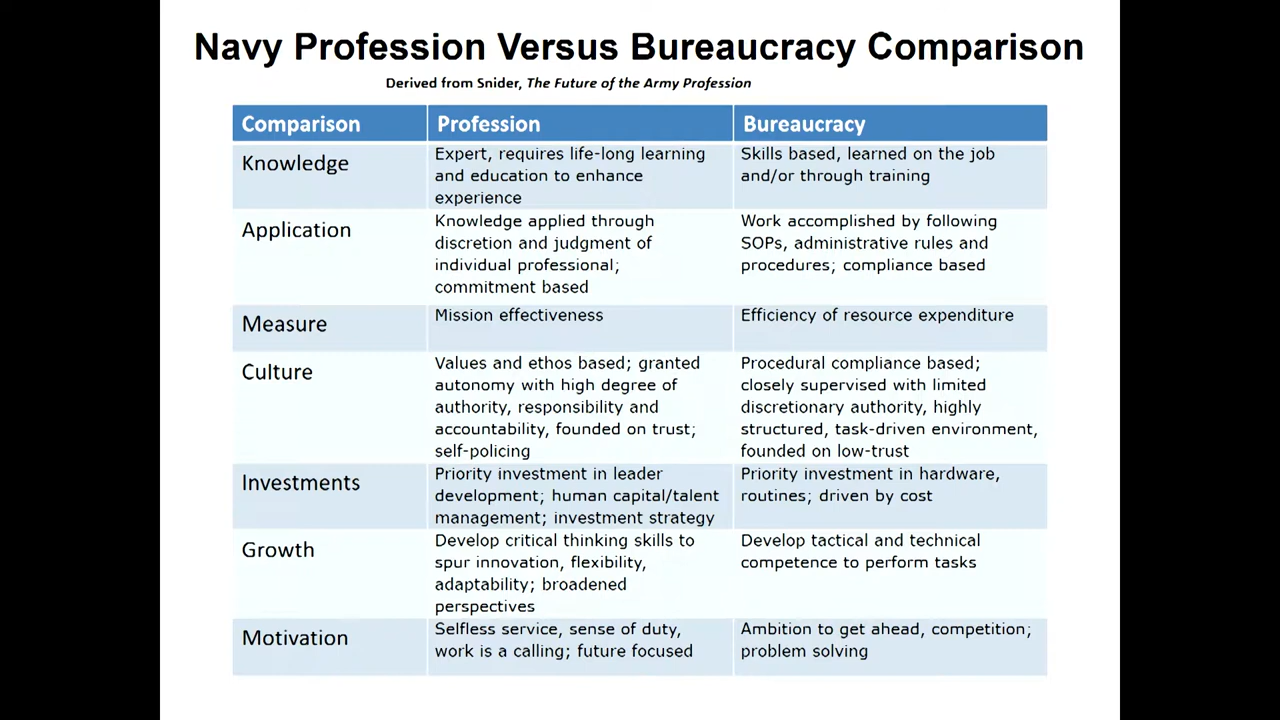 Navy Profession Versus Bureaucracy Comparison
Derived from Snider, The Future of the Army Profession
Comparison
Profession
Bureaucracy
Knowledge
Expert, requires life-long learning
and education to enhance
experience
Skills based, learned on the job
and/or through training
Application
Knowledge applied through
discretion and judgment of
individual professional;
commitment based
Work accomplished by following
SOPs, administrative rules and
procedures; compliance based
Measure
Mission effectiveness
Efficiency of resource expenditure
Culture
Values and ethos based; granted
autonomy with high degree of
authority, responsibility and
accountability, founded on trust;
self-policing
Procedural compliance based;
closely supervised with limited
discretionary authority, highly
structured, task-driven environment,
founded on low-trust
Investments
Priority investment in leader
development; human capital/talent
management; investment strategy
Priority investment in hardware,
routines; driven by cost
Growth
Develop critical thinking skills to
spur innovation, flexibility,
adaptability; broadened
perspectives
Develop tactical and technical
competence to perform tasks
Motivation
Selfless service, sense of duty,
work is a calling; future focused
Ambition to get ahead, competition;
problem solving